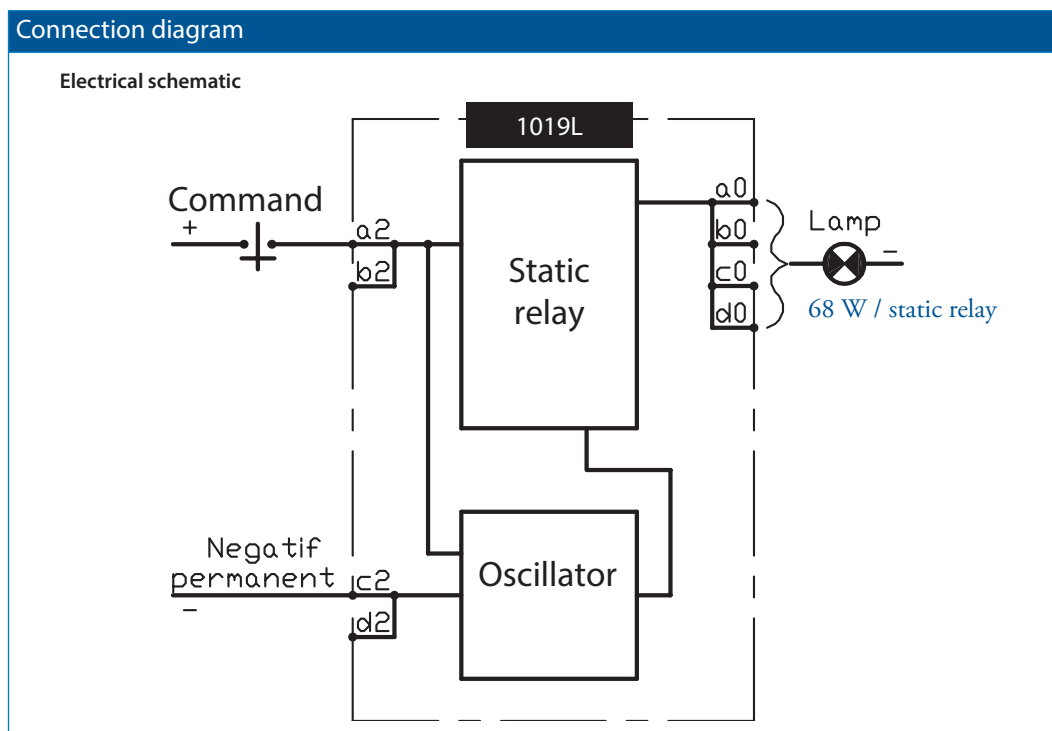 Connection diagram
Electrical schematic
1019L
Command
+
a2
b2
Static
relay
a0
b0
c0
d0
Lamp
-
68 W / static relay
Negatif
permanent
-
c2
d2
Oscillator